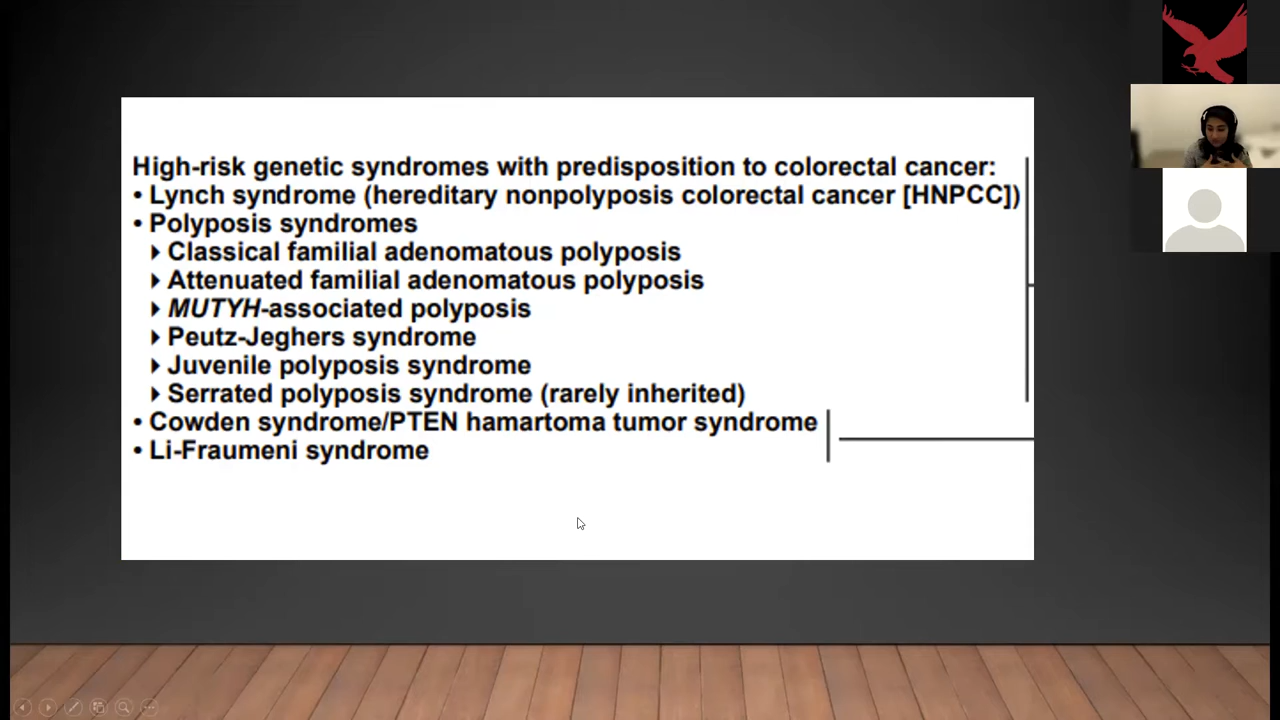 High-risk genetic syndromes with predisposition to colorectal cancer:
• Lynch syndrome (hereditary nonpolyposis colorectal cancer [HNPCC])
• Polyposis syndromes
‣ Classical familial adenomatous polyposis
‣ Attenuated familial adenomatous polyposis
‣ MUTYH-associated polyposis
‣ Peutz-Jeghers syndrome
‣ Juvenile polyposis syndrome
‣ Serrated polyposis syndrome (rarely inherited)
• Cowden syndrome/PTEN hamartoma tumor syndrome
• Li-Fraumeni syndrome